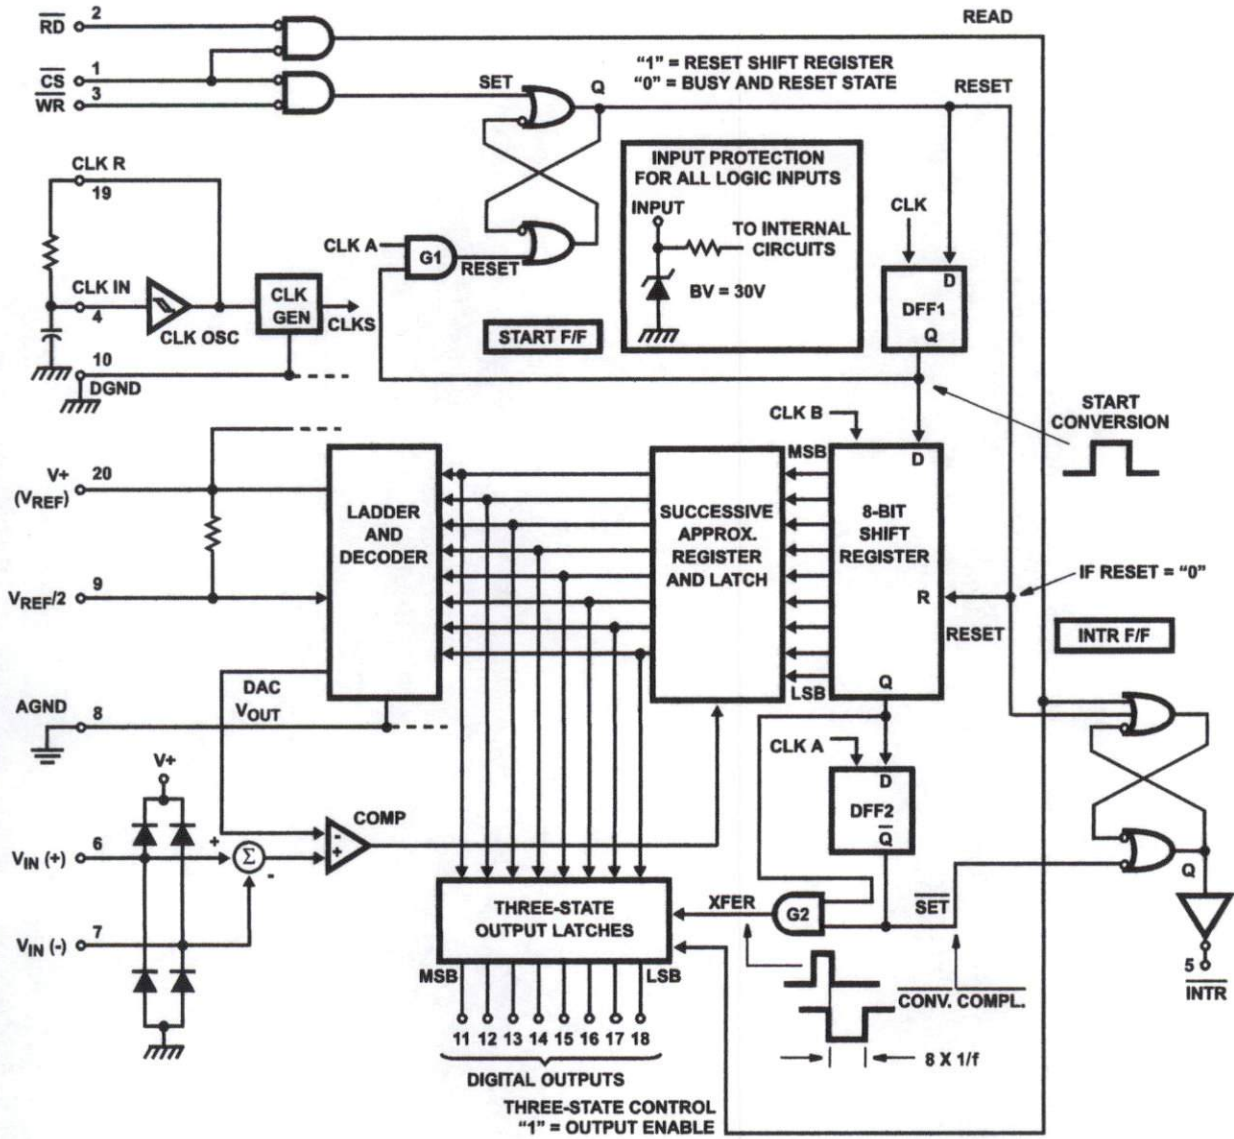 READ
2
RD
1
CS
3
WR
SET
Q
"1" = RESET SHIFT REGISTER
"0" = BUSY AND RESET STATE
RESET
CLK R
19
CLK IN
4
CLK OSC
CLK
GEN
CLKS
10
DGND
CLK A
G1
RESET
START F/F
INPUT PROTECTION
FOR ALL LOGIC INPUTS
INPUT
TO INTERNAL
CIRCUITS
BV = 30V
CLK
D
DFF1
Q
START
CONVERSION
CLK B
V+
(VREF)
20
VREF/2
9
LADDER
AND
DECODER
SUCCESSIVE
APPROX.
REGISTER
AND LATCH
MSB
LSB
D
8-BIT
SHIFT
REGISTER
R
Q
RESET
IF RESET = "0"
INTR F/F
AGND
8
DAC
VOUT
V+
VIN (+)
6
VIN (-)
7
+
Σ
-
COMP
-
+
CLK A
D
DFF2
Q
XFER
G2
SET
Q
5
INTR
CONV. COMPL.
8 X 1/f
THREE-STATE
OUTPUT LATCHES
MSB
LSB
11 12 13 14 15 16 17 18
DIGITAL OUTPUTS
THREE-STATE CONTROL
"1" = OUTPUT ENABLE